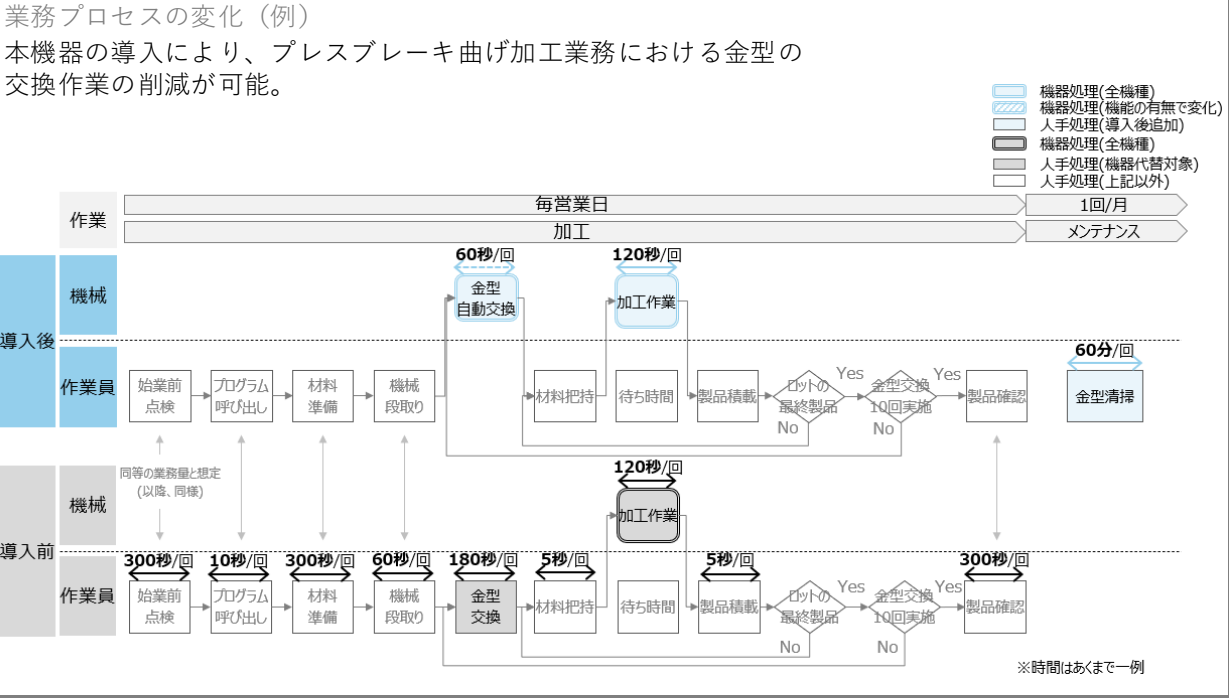 業務プロセスの変化（例）
本機器の導入により、プレスブレーキ曲げ加工業務における金型の
交換作業の削減が可能。
機器処理(全機種)
機器処理(機能の有無で変化)
人手処理(導入後追加)
機器処理(全機種)
人手処理(機器代替対象)
人手処理(上記以外)
作業
毎営業日
1回/月
加工
メンテナンス
導入後
機械
60秒/回
金型
自動交換
120秒/回
加工作業
作業員
始業前
点検
プログラム
呼び出し
材料
準備
機械
段取り
材料把持
待ち時間
製品積載
ロットの
最終製品
Yes
No
金型交換
10回実施
Yes
No
製品確認
60分/回
金型清掃
同等の業務量と想定
(以降、同様)
導入前
機械
120秒/回
加工作業
作業員
300秒/回
始業前
点検
10秒/回
プログラム
呼び出し
300秒/回
材料
準備
60秒/回
機械
段取り
180秒/回
金型
交換
5秒/回
材料把持
待ち時間
5秒/回
製品積載
ロットの
最終製品
Yes
No
金型交換
10回実施
Yes
No
300秒/回
製品確認
※時間はあくまで一例